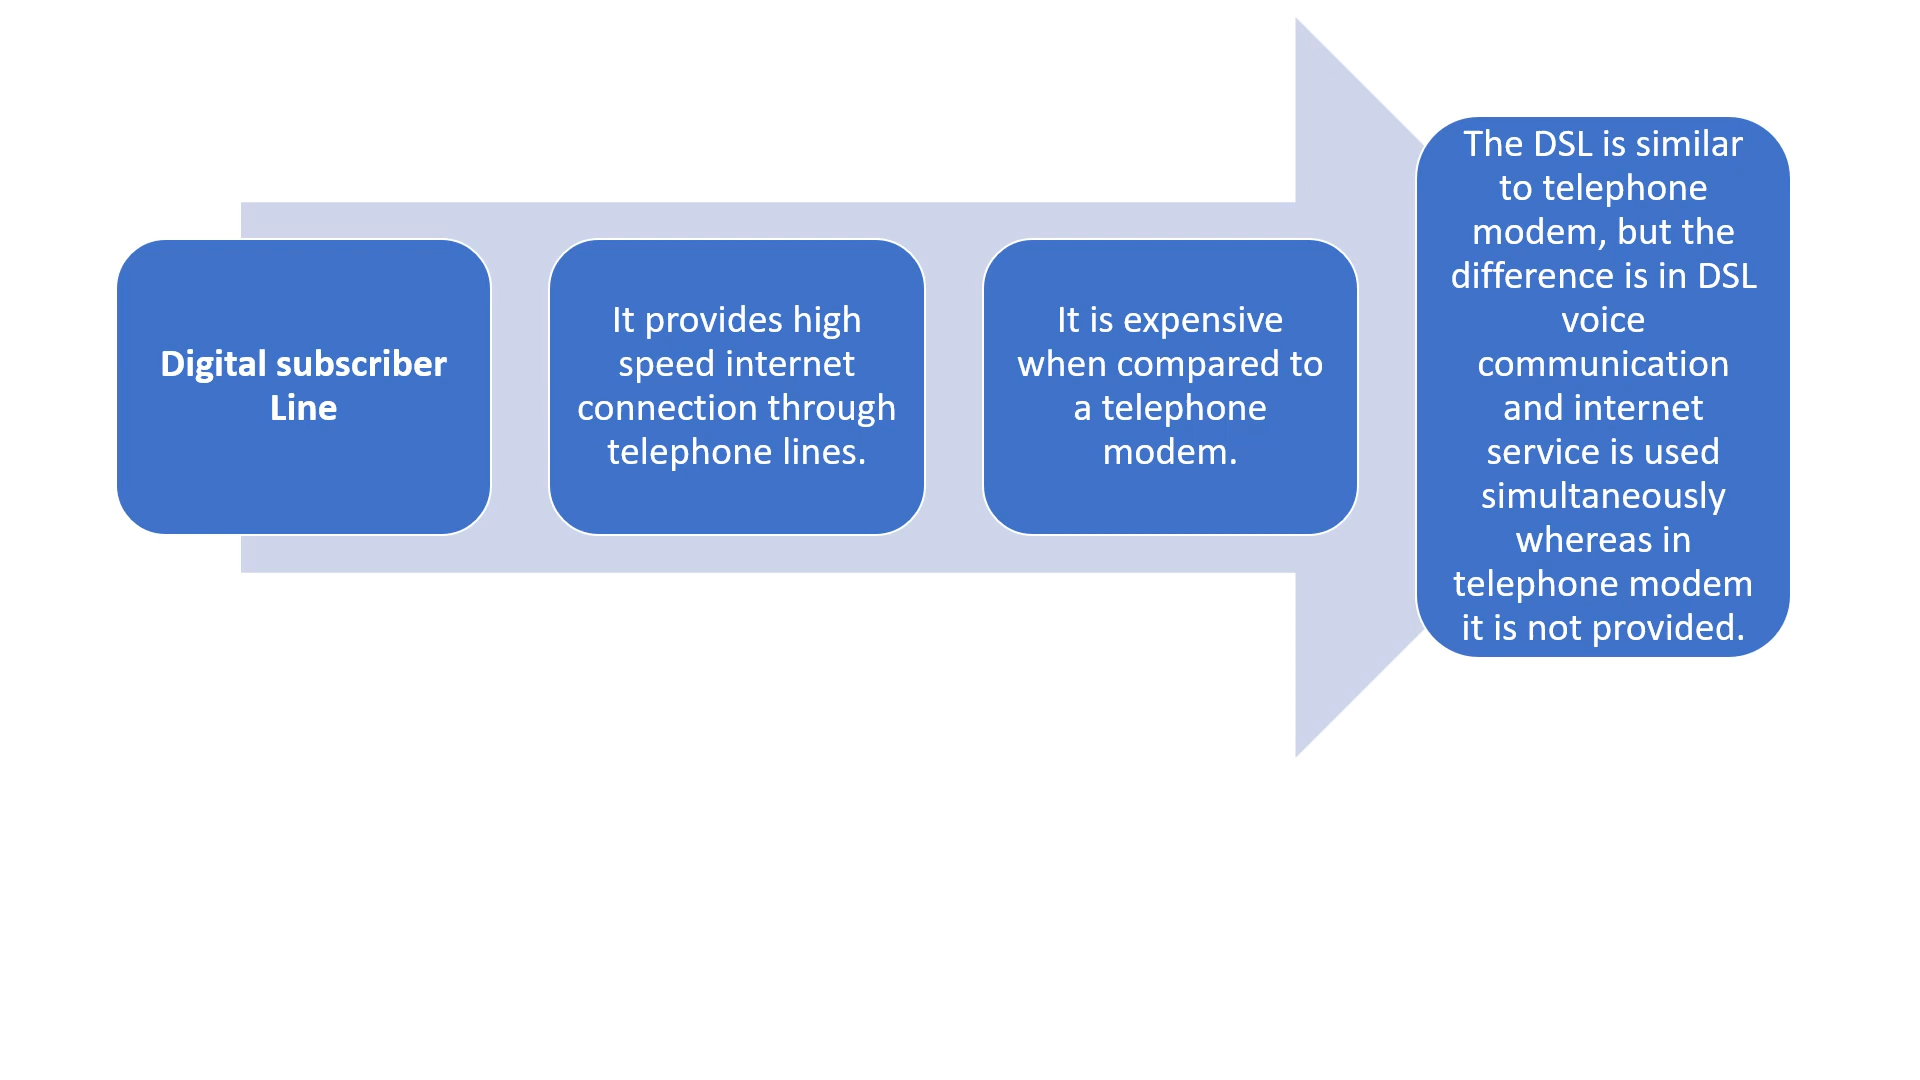 Digital subscriber
Line
It provides high
speed internet
connection through
telephone lines.
It is expensive
when compared to
a telephone
modem.
The DSL is similar
to telephone
modem, but the
difference is in DSL
voice
communication
and internet
service is used
simultaneously
whereas in
telephone modem
it is not provided.